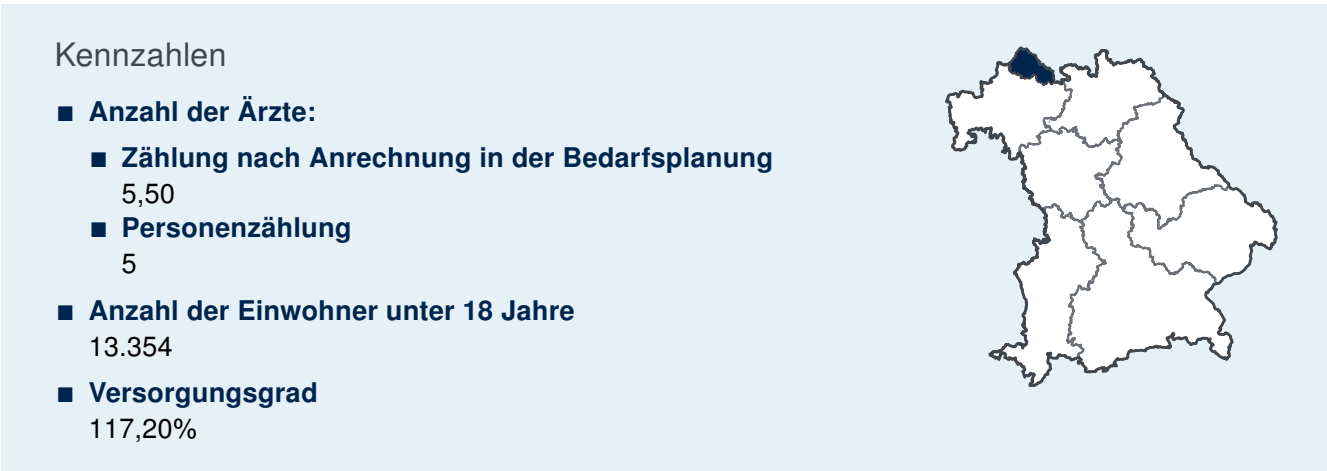 Kennzahlen
■ Anzahl der Ärzte:
■ Zählung nach Anrechnung in der Bedarfsplanung
5,50
■ Personenzählung
5
■ Anzahl der Einwohner unter 18 Jahre
13.354
■ Versorgungsgrad
117,20%